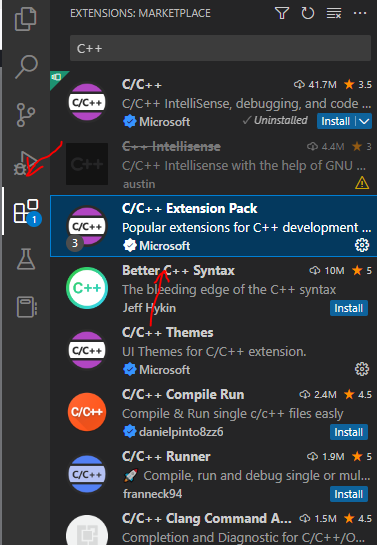 EXTENSIONS: MARKETPLACE
C++
C/C++ 41.7M 3.5
C/C++ IntelliSense, debugging, and code ...
Microsoft Uninstalled Install
C++ Intellisense 4.4M 3
C/C++ Intellisense with the help of GNU ...
austin
C/C++ Extension Pack
Popular extensions for C++ development ...
3 Microsoft
1
Better C++ Syntax 10M 5
The bleeding edge of the C++ syntax
Jeff Hykin Install
C/C++ Themes
UI Themes for C/C++ extension.
Microsoft
C/C++ Compile Run 2.4M 4.5
Compile & Run single c/c++ files easily
danielpinto8zz6 Install
C/C++ Runner 1.9M 5
🚀 Compile, run and debug single or mul...
franneck94 Install
C/C++ Clang Command A... 1.5M 4.5
Completion and Diagnostic for C/C++/O...